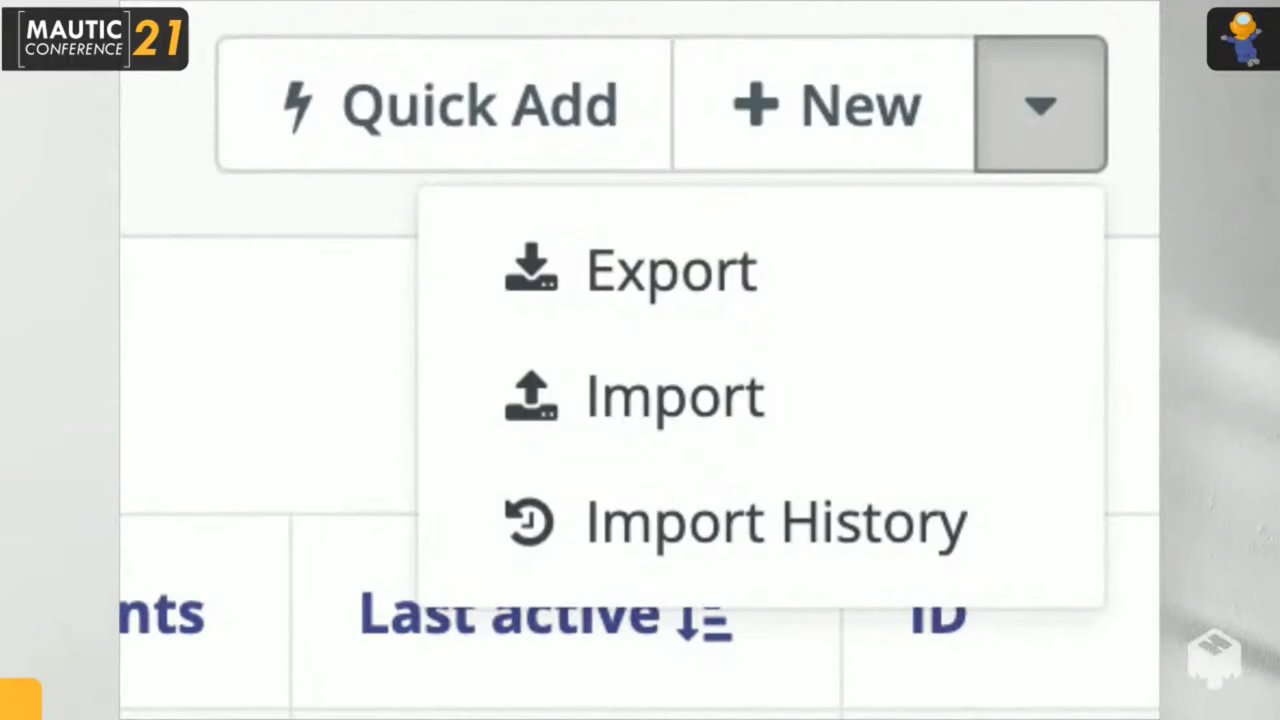 MAUTIC
CONFERENCE
21
Quick Add
New
Export
Import
Import History
nts
Last active
ID